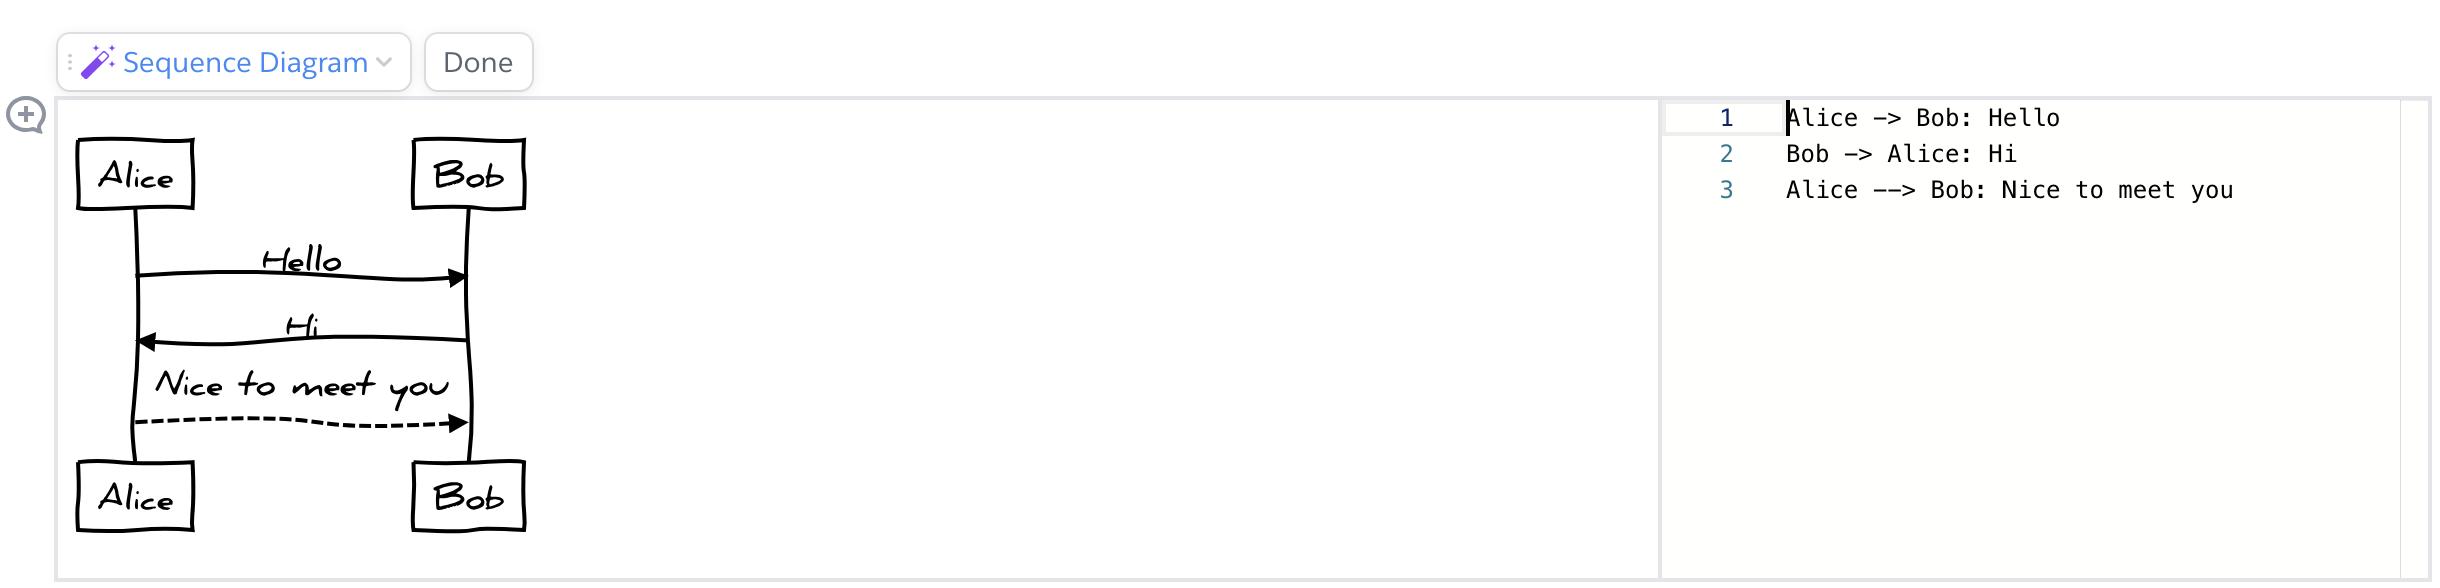 Sequence Diagram
Done
Alice
Bob
Hello
Hi
Nice to meet you
Alice
Bob
1 Alice -> Bob: Hello
2 Bob -> Alice: Hi
3 Alice --> Bob: Nice to meet you